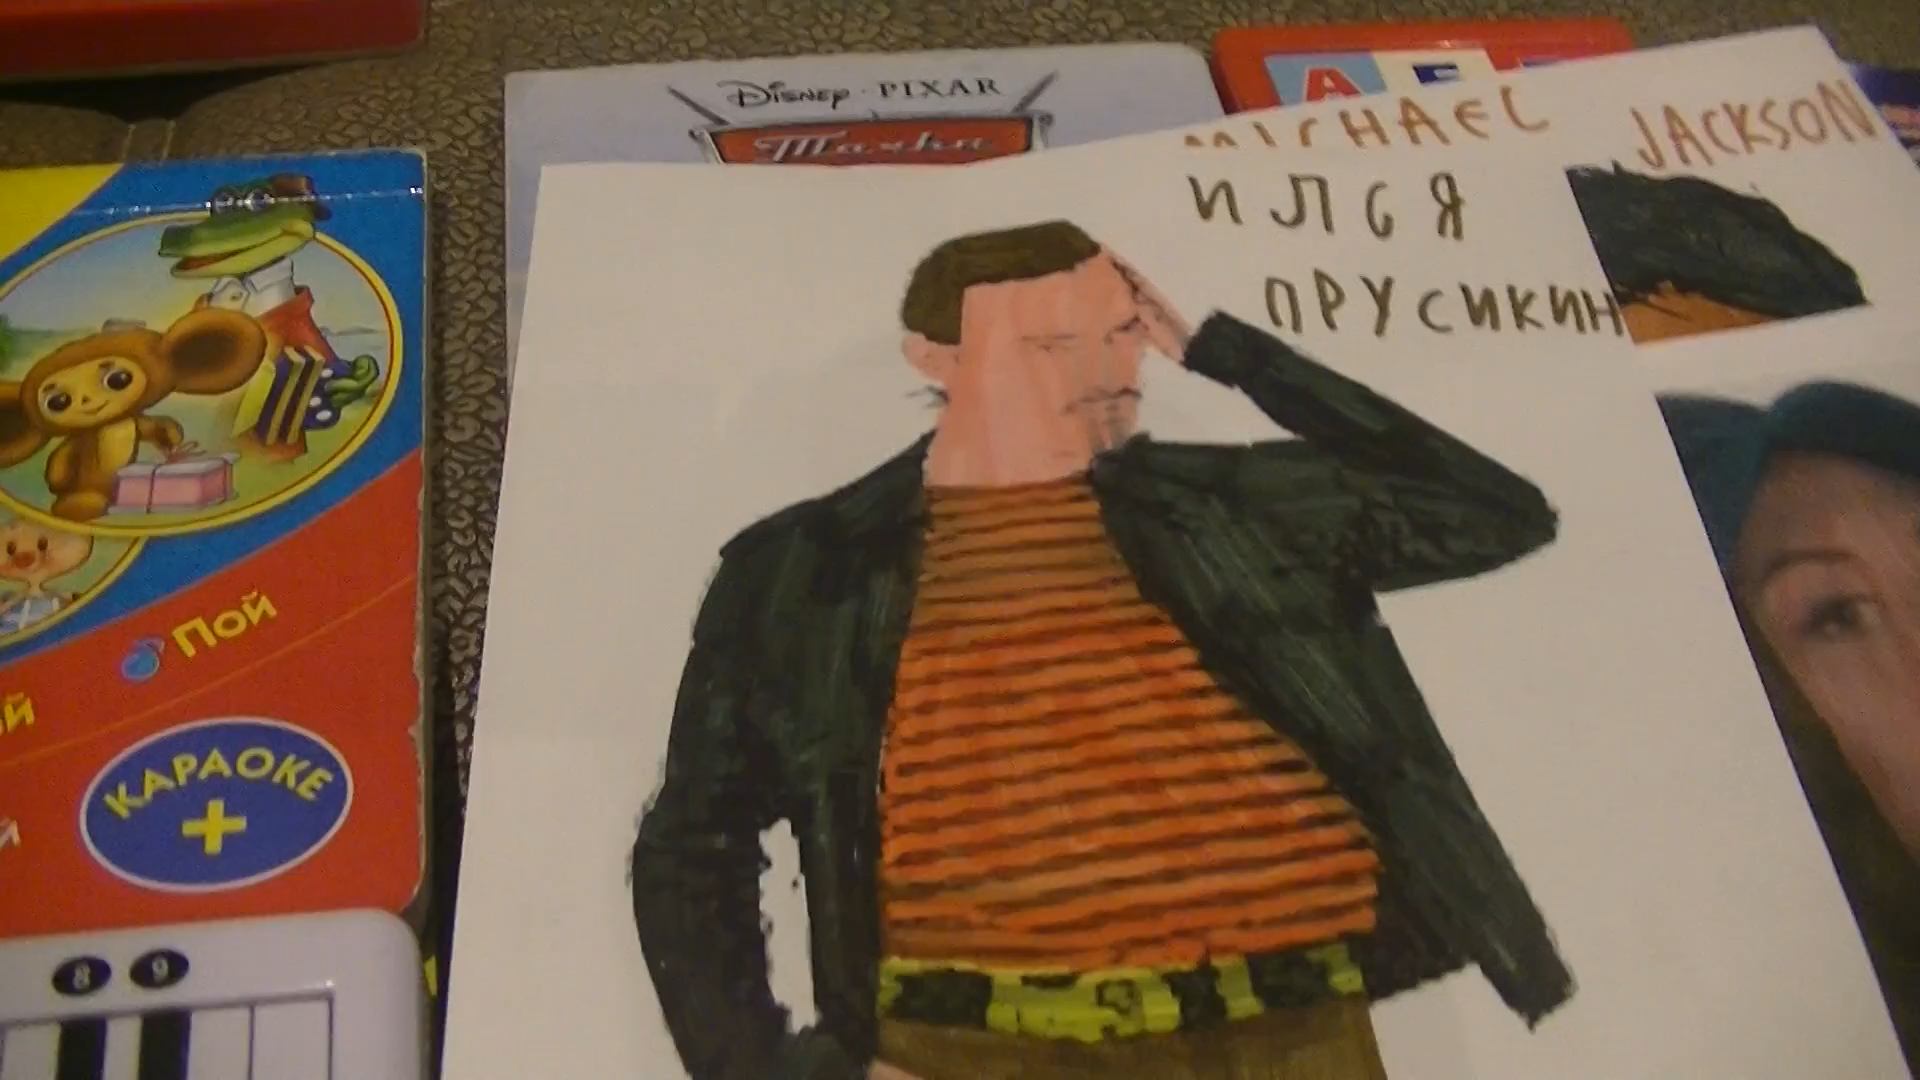 Disney · PIXAR
Тачки
А Б
MICHAEL JACKSON
ИЛСЯ
ПРУСИКИН
Пой
КАРАОКЕ
+
8 9